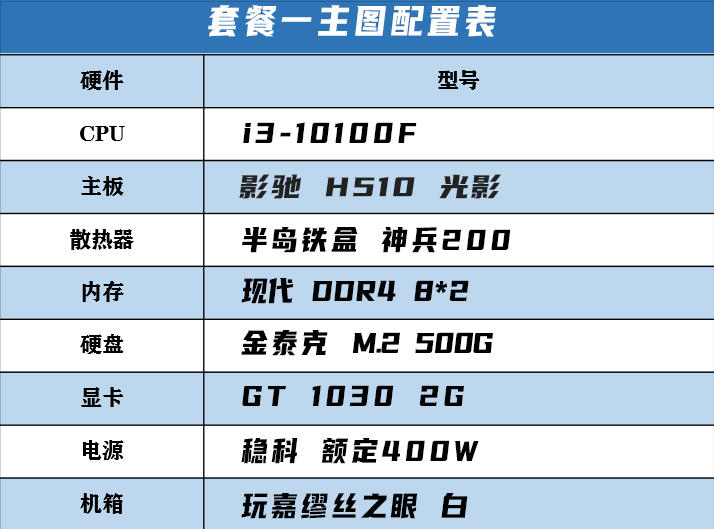 套餐一主图配置表
硬件 型号
CPU i3-10100F
主板 影驰 H510 光影
散热器 半岛铁盒 神兵200
内存 现代 DDR4 8*2
硬盘 金泰克 M.2 500G
显卡 GT 1030 2G
电源 稳科 额定400W
机箱 玩嘉缪丝之眼 白